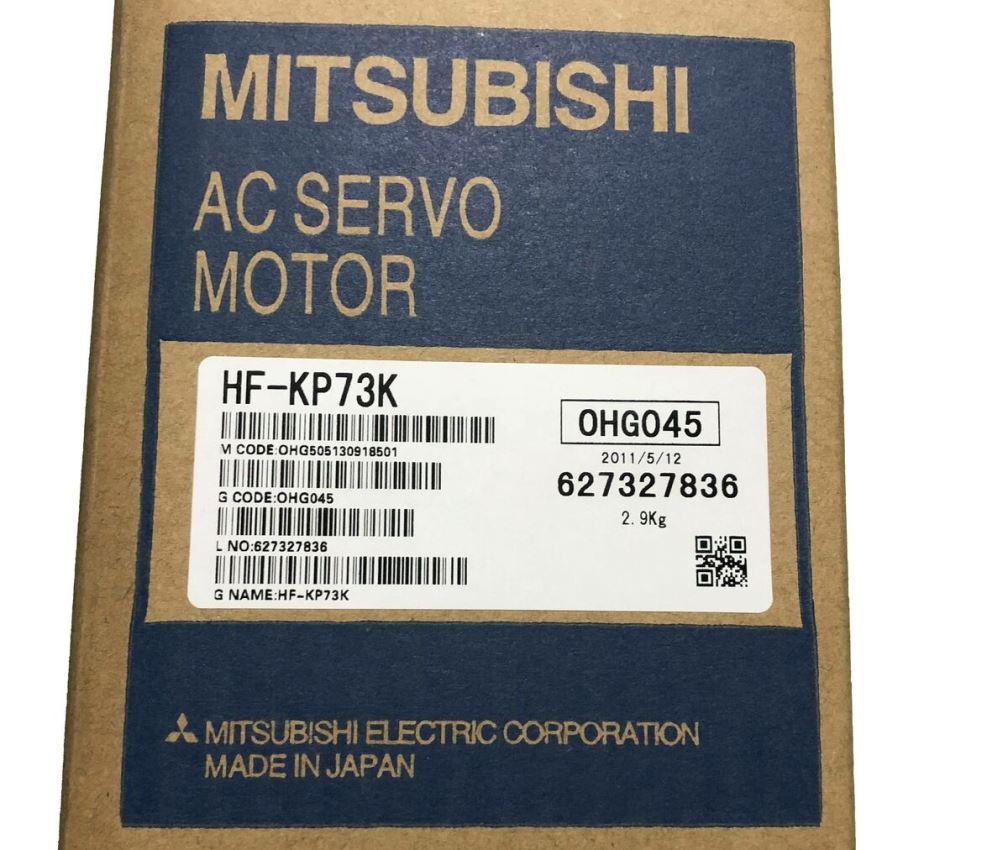 MITSUBISHI
AC SERVO
MOTOR
HF-KP73K
M CODE:OHG505130918501
G CODE:OHG045
L NO:627327836
G NAME:HF-KP73K
OHG045
2011/5/12
627327836
2.9Kg
MITSUBISHI ELECTRIC CORPORATION
MADE IN JAPAN